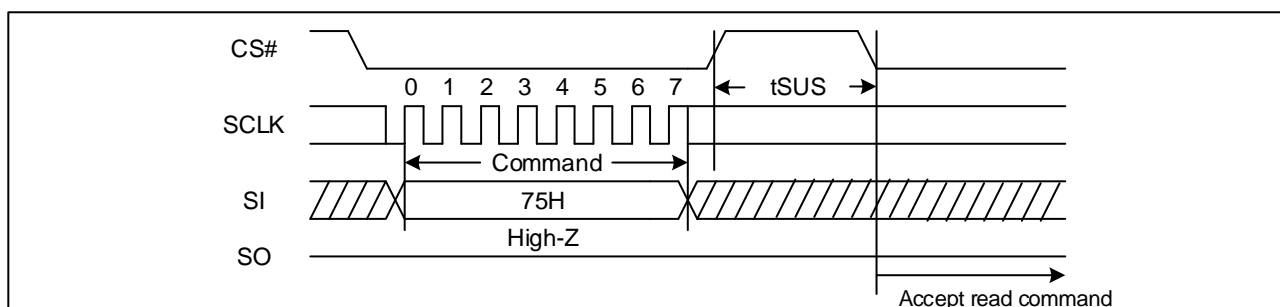 CS#
0 1 2 3 4 5 6 7
tSUS
SCLK
Command
SI
75H
High-Z
SO
Accept read command